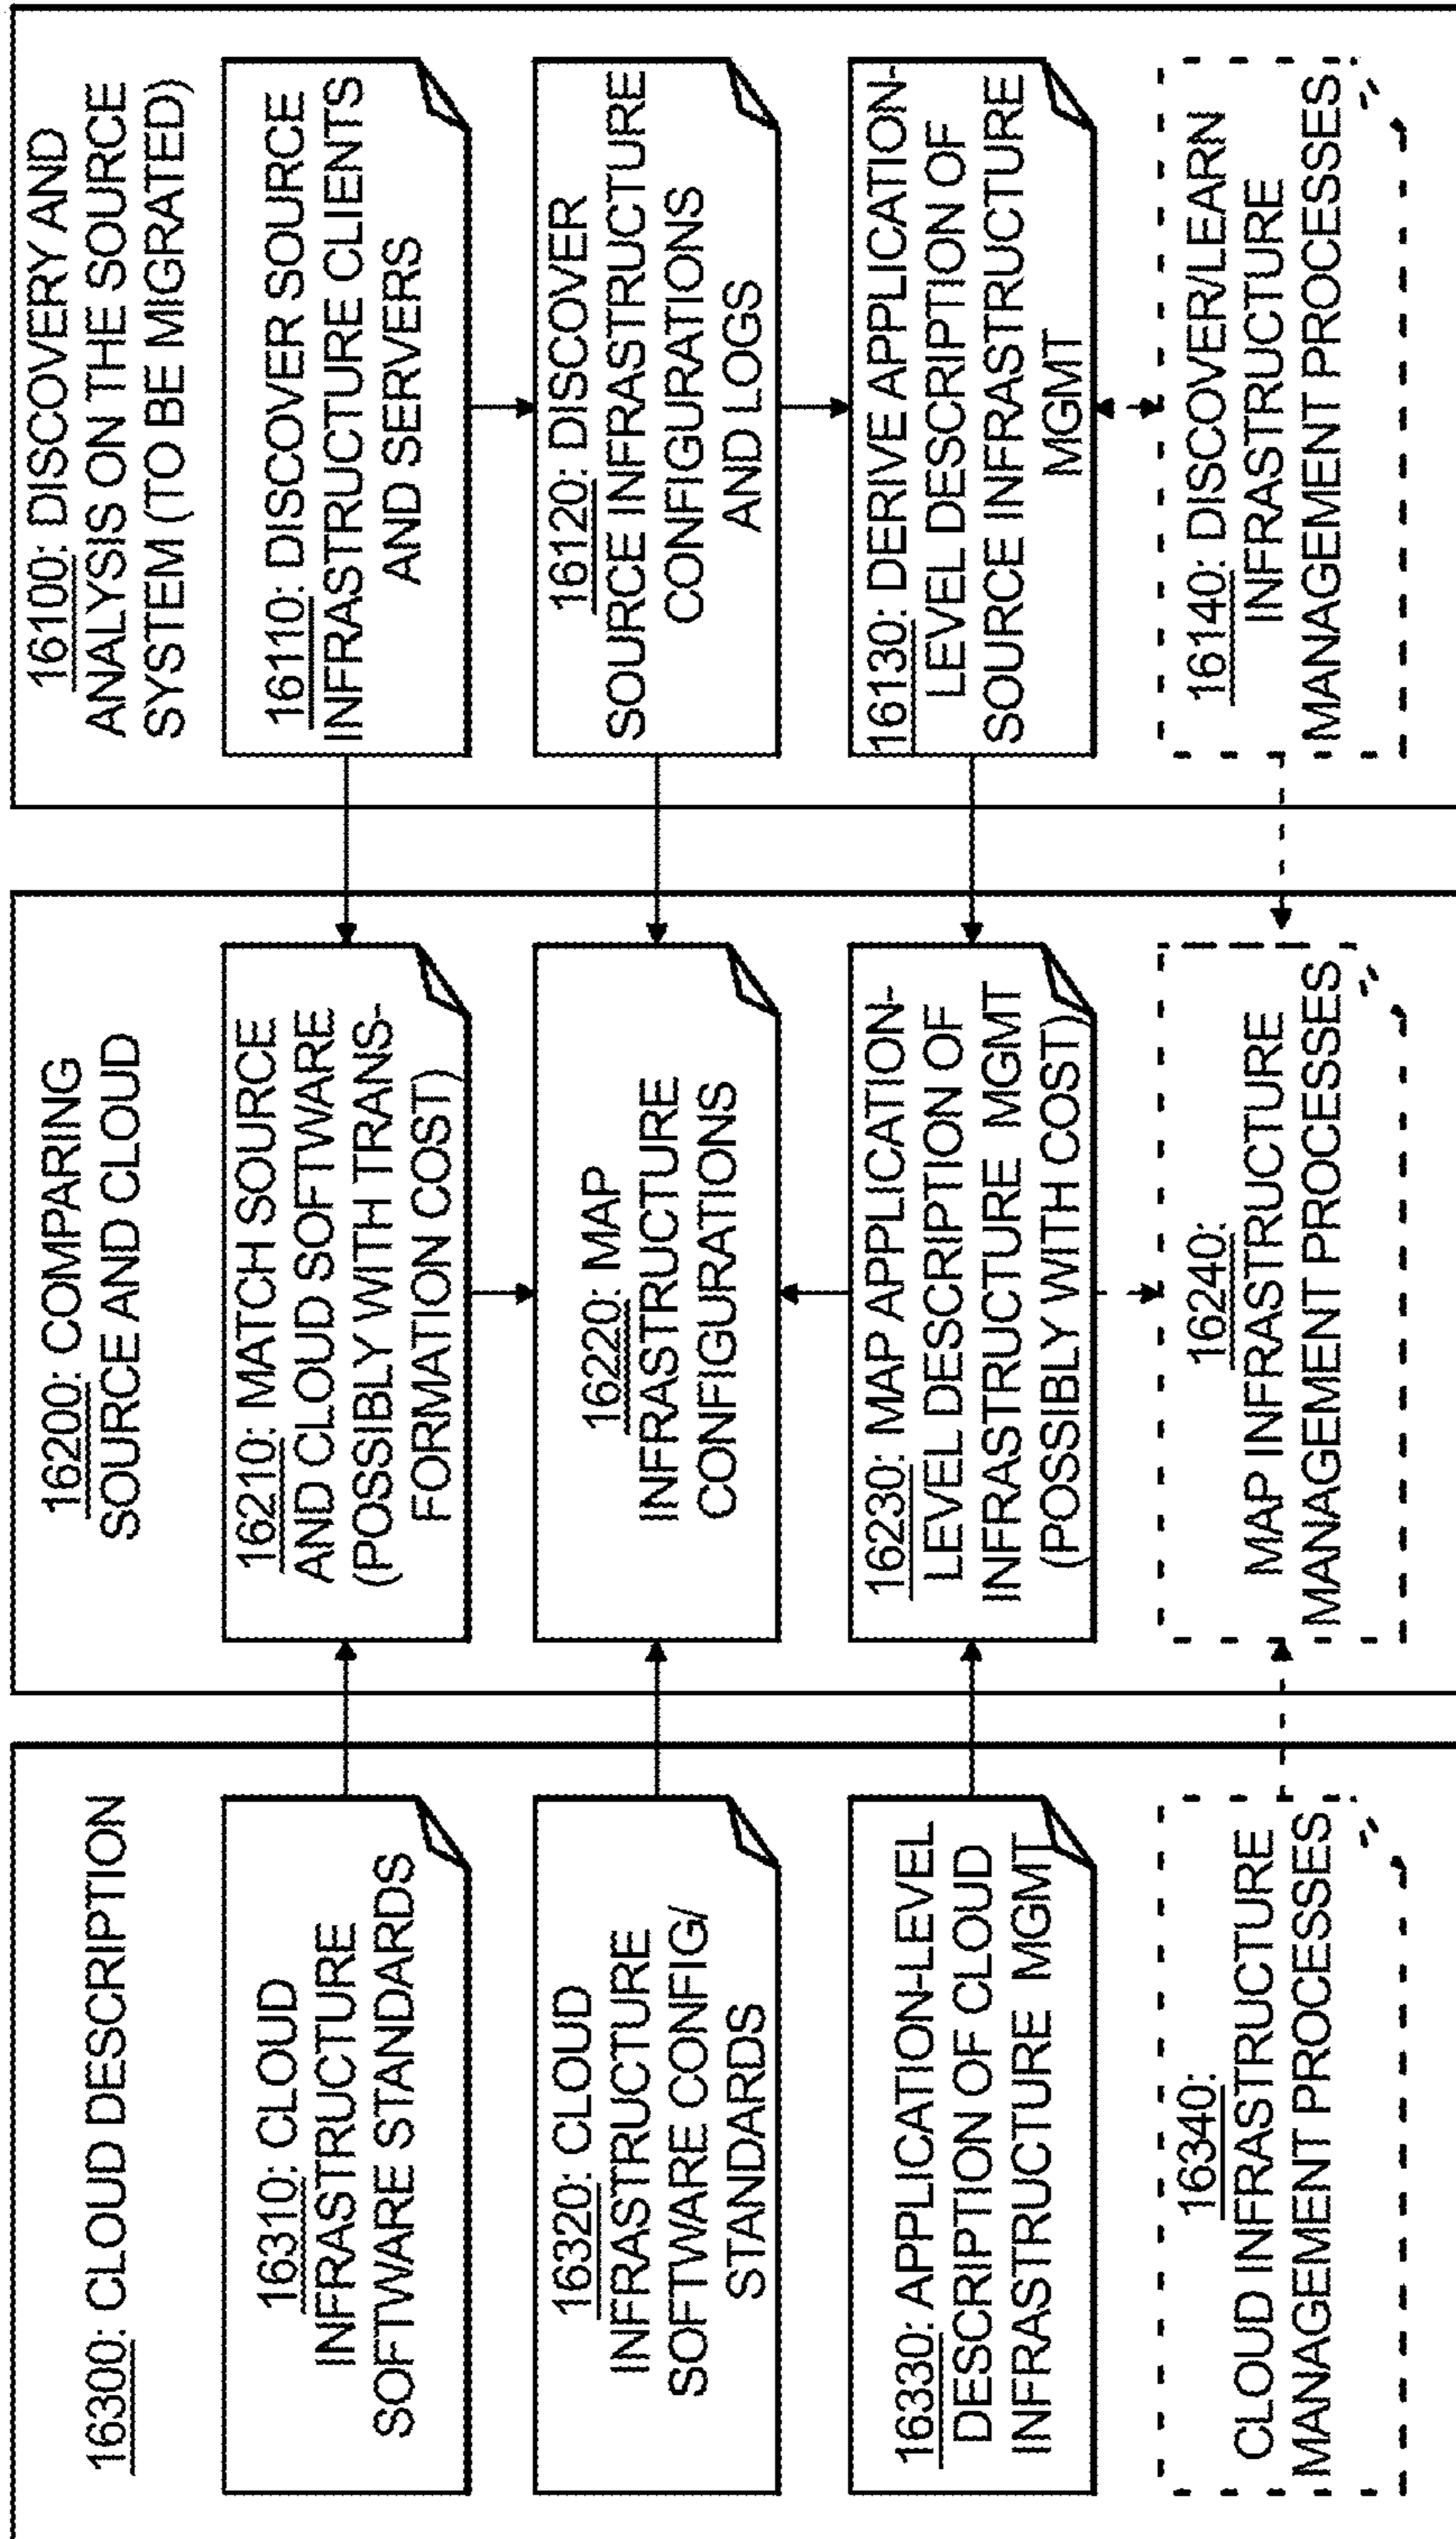 16300: CLOUD DESCRIPTION
16310: CLOUD
INFRASTRUCTURE
SOFTWARE STANDARDS
16320: CLOUD
INFRASTRUCTURE
SOFTWARE CONFIG/
STANDARDS
16330: APPLICATION-LEVEL
DESCRIPTION OF CLOUD
INFRASTRUCTURE MGMT
16340:
CLOUD INFRASTRUCTURE
MANAGEMENT PROCESSES
16200: COMPARING
SOURCE AND CLOUD
16210: MATCH SOURCE
AND CLOUD SOFTWARE
(POSSIBLY WITH TRANS-
FORMATION COST)
16220: MAP
INFRASTRUCTURE
CONFIGURATIONS
16230: MAP APPLICATION-
LEVEL DESCRIPTION OF
INFRASTRUCTURE MGMT
(POSSIBLY WITH COST)
16240:
MAP INFRASTRUCTURE
MANAGEMENT PROCESSES
16100: DISCOVERY AND
ANALYSIS ON THE SOURCE
SYSTEM (TO BE MIGRATED)
16110: DISCOVER SOURCE
INFRASTRUCTURE CLIENTS
AND SERVERS
16120: DISCOVER
SOURCE INFRASTRUCTURE
CONFIGURATIONS
AND LOGS
16130: DERIVE APPLICATION-
LEVEL DESCRIPTION OF
SOURCE INFRASTRUCTURE
MGMT
16140: DISCOVER/LEARN
INFRASTRUCTURE
MANAGEMENT PROCESSES